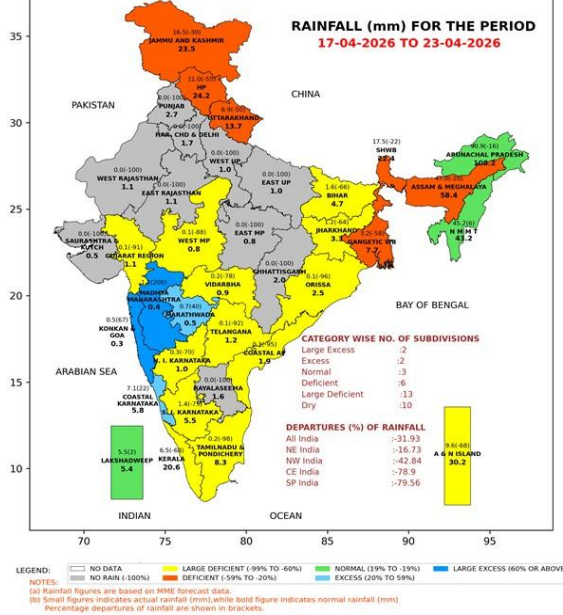 RAINFALL (mm) FOR THE PERIOD
17-04-2026 TO 23-04-2026
35
30
25
20
15
10
70
75
80
85
90
95
PAKISTAN
CHINA
BAY OF BENGAL
ARABIAN SEA
INDIAN
OCEAN
16.5(-30)
JAMMU AND KASHMIR
23.5
11.0(-55)
HP
24.2
0.0(-100)
PUNJAB
2.7
6.9(-50)
UTTARAKHAND
13.7
0.0(-100)
HAR. CHD & DELHI
1.7
0.0(-100)
WEST UP
1.0
0.0(-100)
EAST UP
1.0
0.0(-100)
WEST RAJASTHAN
1.1
0.0(-100)
EAST RAJASTHAN
1.1
17.5(-22)
SHWB
22.4
90.9(-16)
ARUNACHAL PRADESH
108.2
ASSAM & MEGHALAYA
58.4
45.7(6)
N M M T
43.2
1.6(-66)
BIHAR
4.7
JHARKHAND
3.3
GANGETIC WB
7.7
0.0(-100)
SAURASHTRA &
KUTCH
0.5
0.1(-91)
GUJARAT REGION
1.1
0.1(-88)
WEST MP
0.8
0.0(-100)
EAST MP
0.8
0.0(-100)
CHHATTISGARH
2.0
0.1(-96)
ORISSA
2.5
0.2(-78)
VIDARBHA
0.9
MADHYA
MAHARASHTRA
0.4
0.7(40)
MARATHWADA
0.5
0.5(67)
KONKAN &
GOA
0.3
0.1(-92)
TELANGANA
1.2
COASTAL AP
1.9
0.3(-70)
N. I. KARNATAKA
1.0
0.0(-100)
RAYALASEEMA
1.6
7.1(22)
COASTAL
KARNATAKA
5.8
S. I. KARNATAKA
5.5
0.2(-98)
TAMILNADU &
PONDICHERY
8.3
KERALA
20.6
5.5(2)
LAKSHADWEEP
5.4
9.6(-68)
A & N ISLAND
30.2
CATEGORY WISE NO. OF SUBDIVISIONS
Large Excess :2
Excess :2
Normal :3
Deficient :6
Large Deficient :13
Dry :10
DEPARTURES (%) OF RAINFALL
All India :-31.93
NE India :-16.73
NW India :-42.84
CE India :-78.9
SP India :-79.56
LEGEND:
NO DATA
NO RAIN (-100%)
LARGE DEFICIENT (-99% TO -60%)
DEFICIENT (-59% TO -20%)
NORMAL (19% TO -19%)
EXCESS (20% TO 59%)
LARGE EXCESS (60% OR ABOVE
NOTES:
(a) Rainfall figures are based on MME forecast data.
(b) Small figures indicates actual rainfall (mm),while bold figure indicates normal rainfall (mm)
Percentage departures of rainfall are shown in brackets.